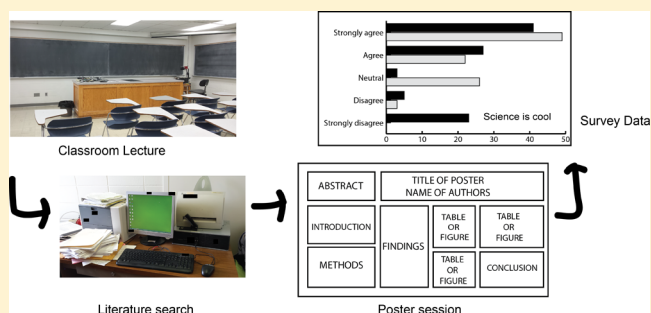 Strongly agree
Agree
Neutral
Disagree
Strongly disagree
Science is cool
0 10 20 30 40 50
Survey Data
Classroom Lecture
ABSTRACT
TITLE OF POSTER
NAME OF AUTHORS
INTRODUCTION
FINDINGS
TABLE
OR
FIGURE
TABLE
OR
FIGURE
METHODS
TABLE
OR
FIGURE
CONCLUSION
Literature search
Poster session